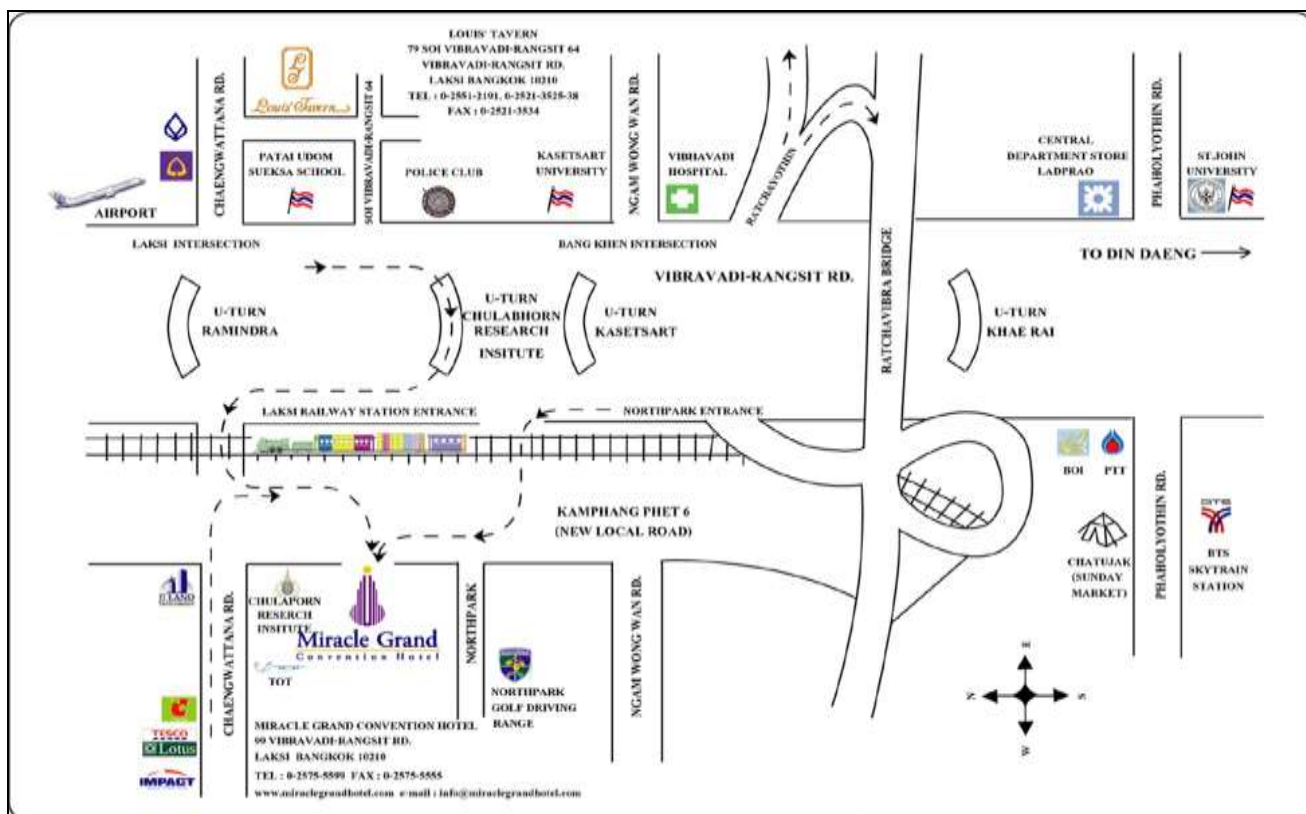 LOUIS' TAVERN
79 SOI VIBRAVADI-RANGSIT 64
VIBRAVADI-RANGSIT RD.
LAKSI BANGKOK 10210
TEL : 0-2551-2191, 0-2521-3525-38
FAX : 0-2521-3534
CHAENGWATTANA RD.
Louis' Tavern
SOI VIBRAVADI-RANGSIT 64
NGAM WONG WAN RD.
PHAHOLYOTHIN RD.
AIRPORT
PATAI UDOM
SUEKSA SCHOOL
POLICE CLUB
KASETSART
UNIVERSITY
VIBHAVADI
HOSPITAL
RATCHAYOTHIN
CENTRAL
DEPARTMENT STORE
LADPRAO
ST.JOHN
UNIVERSITY
LAKSI INTERSECTION
BANG KHEN INTERSECTION
VIBRAVADI-RANGSIT RD.
TO DIN DAENG
U-TURN
RAMINDRA
U-TURN
CHULABHORN
RESEARCH
INSITUTE
U-TURN
KASETSART
RATCHAVIBRA BRIDGE
U-TURN
KHAE RAI
LAKSI RAILWAY STATION ENTRANCE
NORTHPARK ENTRANCE
BOI
PTT
KAMPHANG PHET 6
(NEW LOCAL ROAD)
CHATUJAK
(SUNDAY
MARKET)
PHAHOLYOTHIN RD.
BTS
BTS
SKYTRAIN
STATION
LAND
CHAENGWATTANA RD.
CHULAPORN
RESERCH
INSITUTE
Miracle Grand
Convention Hotel
TOT
NORTHPARK
NORTHPARK
GOLF DRIVING
RANGE
NGAM WONG WAN RD.
E
N
S
W
TESCO
Lotus
IMPACT
MIRACLE GRAND CONVENTION HOTEL
99 VIBRAVADI-RANGSIT RD.
LAKSI BANGKOK 10210
TEL : 0-2575-5599 FAX : 0-2575-5555
www.miraclegrandhotel.com e-mail : info@miraclegrandhotel.com